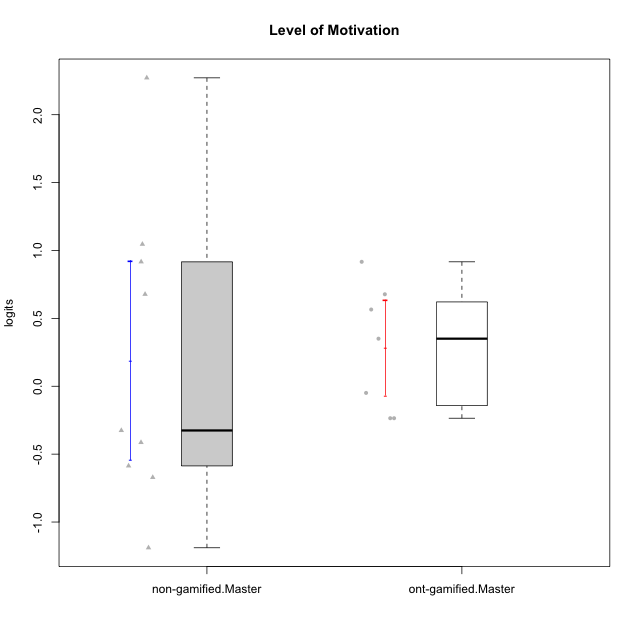 Level of Motivation
logits
2.0
1.5
1.0
0.5
0.0
-0.5
-1.0
non-gamified.Master
ont-gamified.Master